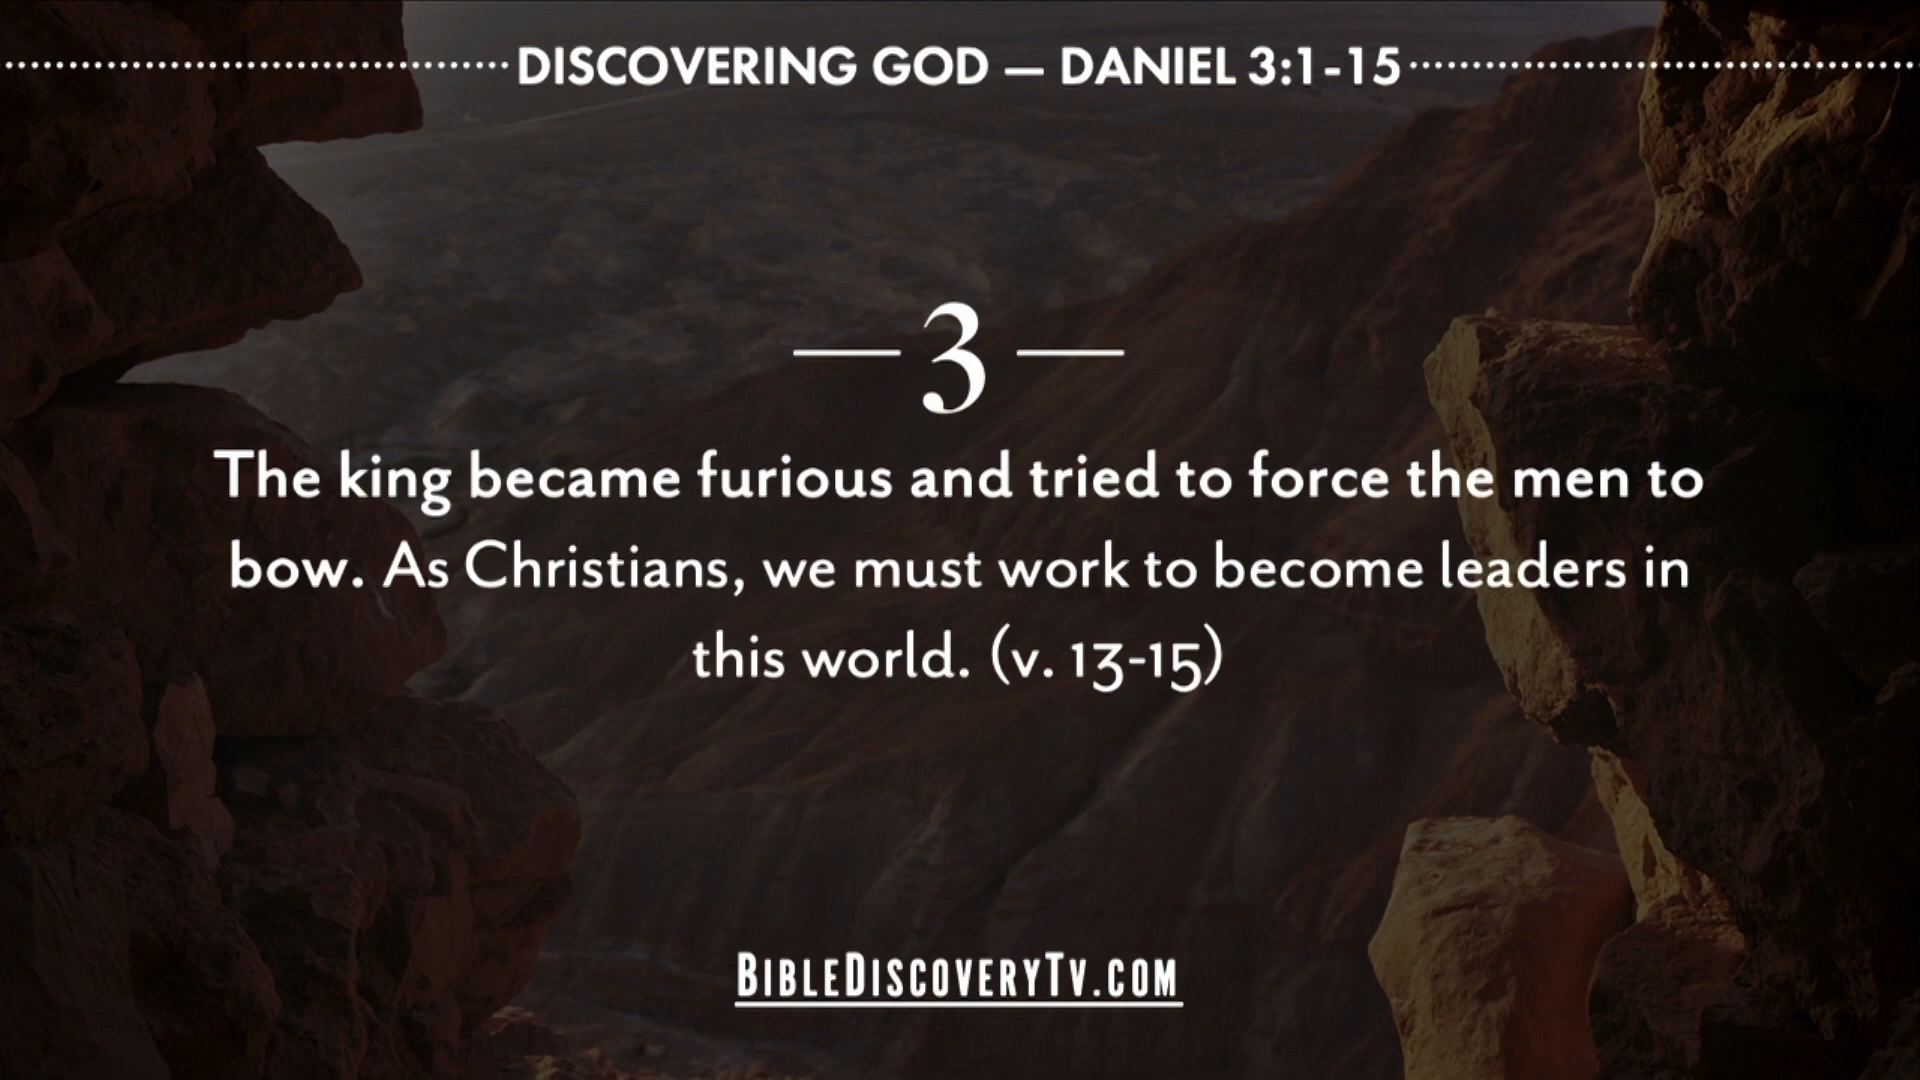 DISCOVERING GOD — DANIEL 3:1-15
— 3 —
The king became furious and tried to force the men to
bow. As Christians, we must work to become leaders in
this world. (v. 13-15)
BIBLEDISCOVERYTV.COM